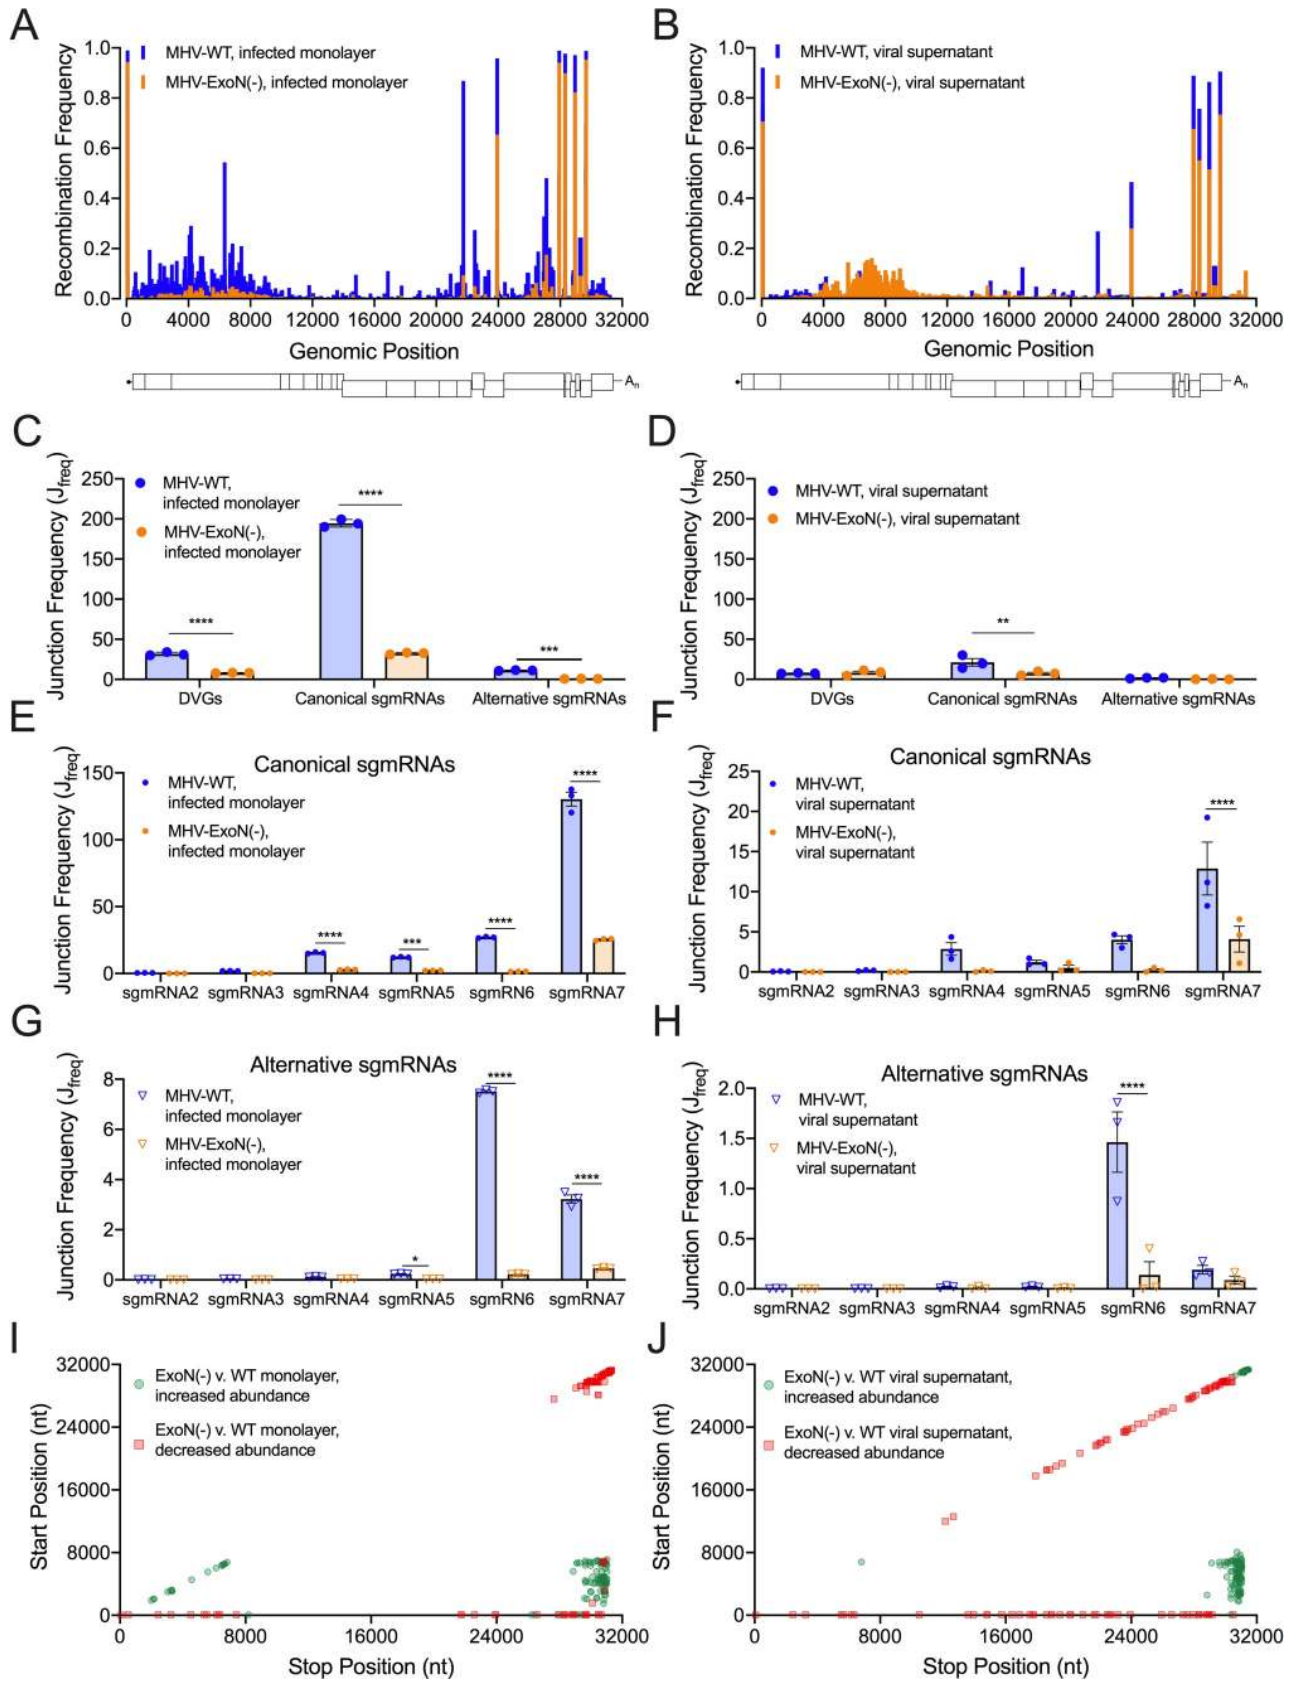 A
Recombination Frequency
1.0
0.8
0.6
0.4
0.2
0.0
MHV-WT, infected monolayer
MHV-ExoN(-), infected monolayer
0 4000 8000 12000 16000 20000 24000 28000 32000
Genomic Position
An
B
Recombination Frequency
1.0
0.8
0.6
0.4
0.2
0.0
MHV-WT, viral supernatant
MHV-ExoN(-), viral supernatant
0 4000 8000 12000 16000 20000 24000 28000 32000
Genomic Position
An
C
Junction Frequency (Jfreq)
250
200
150
100
50
0
MHV-WT,
infected monolayer
MHV-ExoN(-),
infected monolayer
****
****
***
DVGs Canonical sgmRNAs Alternative sgmRNAs
D
Junction Frequency (Jfreq)
250
200
150
100
50
0
MHV-WT, viral supernatant
MHV-ExoN(-), viral supernatant
**
DVGs Canonical sgmRNAs Alternative sgmRNAs
E
Canonical sgmRNAs
Junction Frequency (Jfreq)
150
100
50
0
MHV-WT,
infected monolayer
MHV-ExoN(-),
infected monolayer
****
***
****
****
sgmRNA2 sgmRNA3 sgmRNA4 sgmRNA5 sgmRN6 sgmRNA7
F
Canonical sgmRNAs
Junction Frequency (Jfreq)
25
20
15
10
5
0
MHV-WT,
viral supernatant
MHV-ExoN(-),
viral supernatant
****
sgmRNA2 sgmRNA3 sgmRNA4 sgmRNA5 sgmRN6 sgmRNA7
G
Alternative sgmRNAs
Junction Frequency (Jfreq)
8
6
4
2
0
MHV-WT,
infected monolayer
MHV-ExoN(-),
infected monolayer
*
****
****
sgmRNA2 sgmRNA3 sgmRNA4 sgmRNA5 sgmRN6 sgmRNA7
H
Alternative sgmRNAs
Junction Frequency (Jfreq)
2.0
1.5
1.0
0.5
0.0
MHV-WT,
viral supernatant
MHV-ExoN(-),
viral supernatant
****
sgmRNA2 sgmRNA3 sgmRNA4 sgmRNA5 sgmRN6 sgmRNA7
I
Start Position (nt)
32000
24000
16000
8000
0
ExoN(-) v. WT monolayer,
increased abundance
ExoN(-) v. WT monolayer,
decreased abundance
0 8000 16000 24000 32000
Stop Position (nt)
J
Start Position (nt)
32000
24000
16000
8000
0
ExoN(-) v. WT viral supernatant,
increased abundance
ExoN(-) v. WT viral supernatant,
decreased abundance
0 8000 16000 24000 32000
Stop Position (nt)